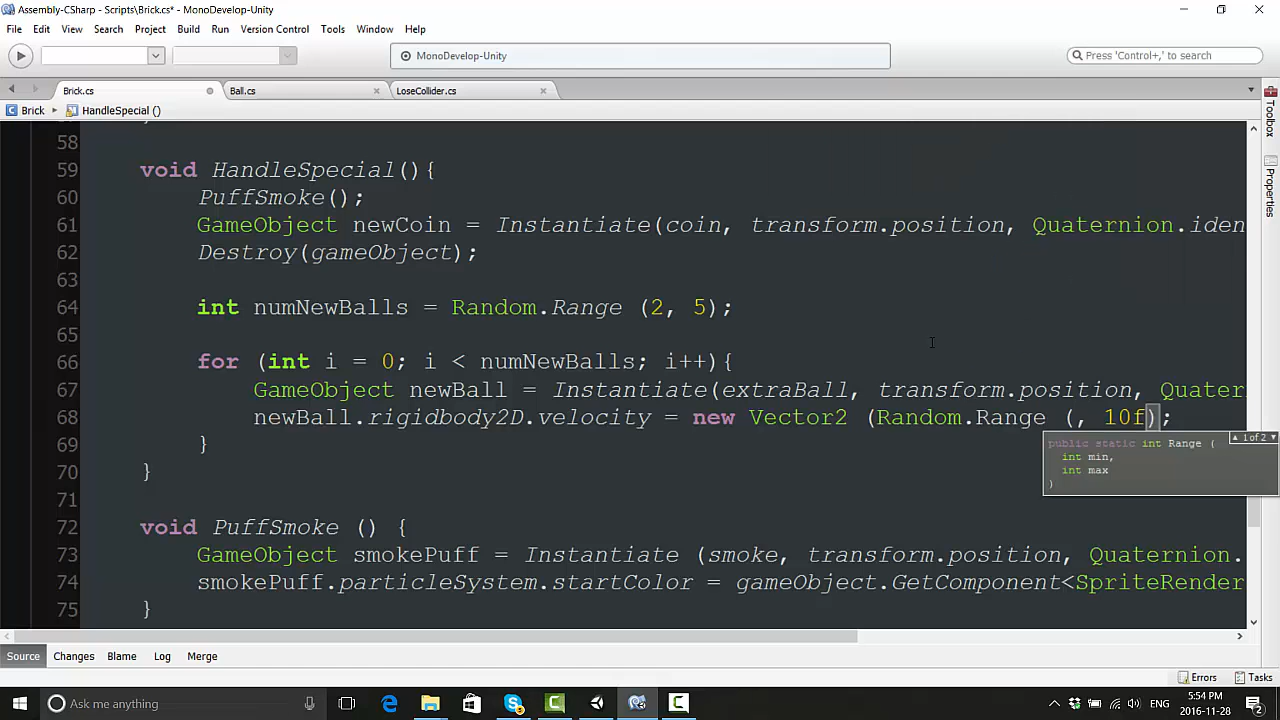 Assembly-CSharp - Scripts\Brick.cs* - MonoDevelop-Unity
File Edit View Search Project Build Run Version Control Tools Window Help
MonoDevelop-Unity
Press 'Control+,' to search
Brick.cs Ball.cs LoseCollider.cs
Brick HandleSpecial ()
58
59 void HandleSpecial(){
60 PuffSmoke();
61 GameObject newCoin = Instantiate(coin, transform.position, Quaternion.iden
62 Destroy(gameObject);
63
64 int numNewBalls = Random.Range (2, 5);
65
66 for (int i = 0; i < numNewBalls; i++){
67 GameObject newBall = Instantiate(extraBall, transform.position, Quater
68 newBall.rigidbody2D.velocity = new Vector2 (Random.Range (, 10f);
69 }
70 }
71
72 void PuffSmoke () {
73 GameObject smokePuff = Instantiate (smoke, transform.position, Quaternion.
74 smokePuff.particleSystem.startColor = gameObject.GetComponent<SpriteRender
75 }
public static int Range (
1 of 2
int min,
int max
)
Toolbox
Properties
Source Changes Blame Log Merge
Errors Tasks
Ask me anything
ENG
5:54 PM
2016-11-28